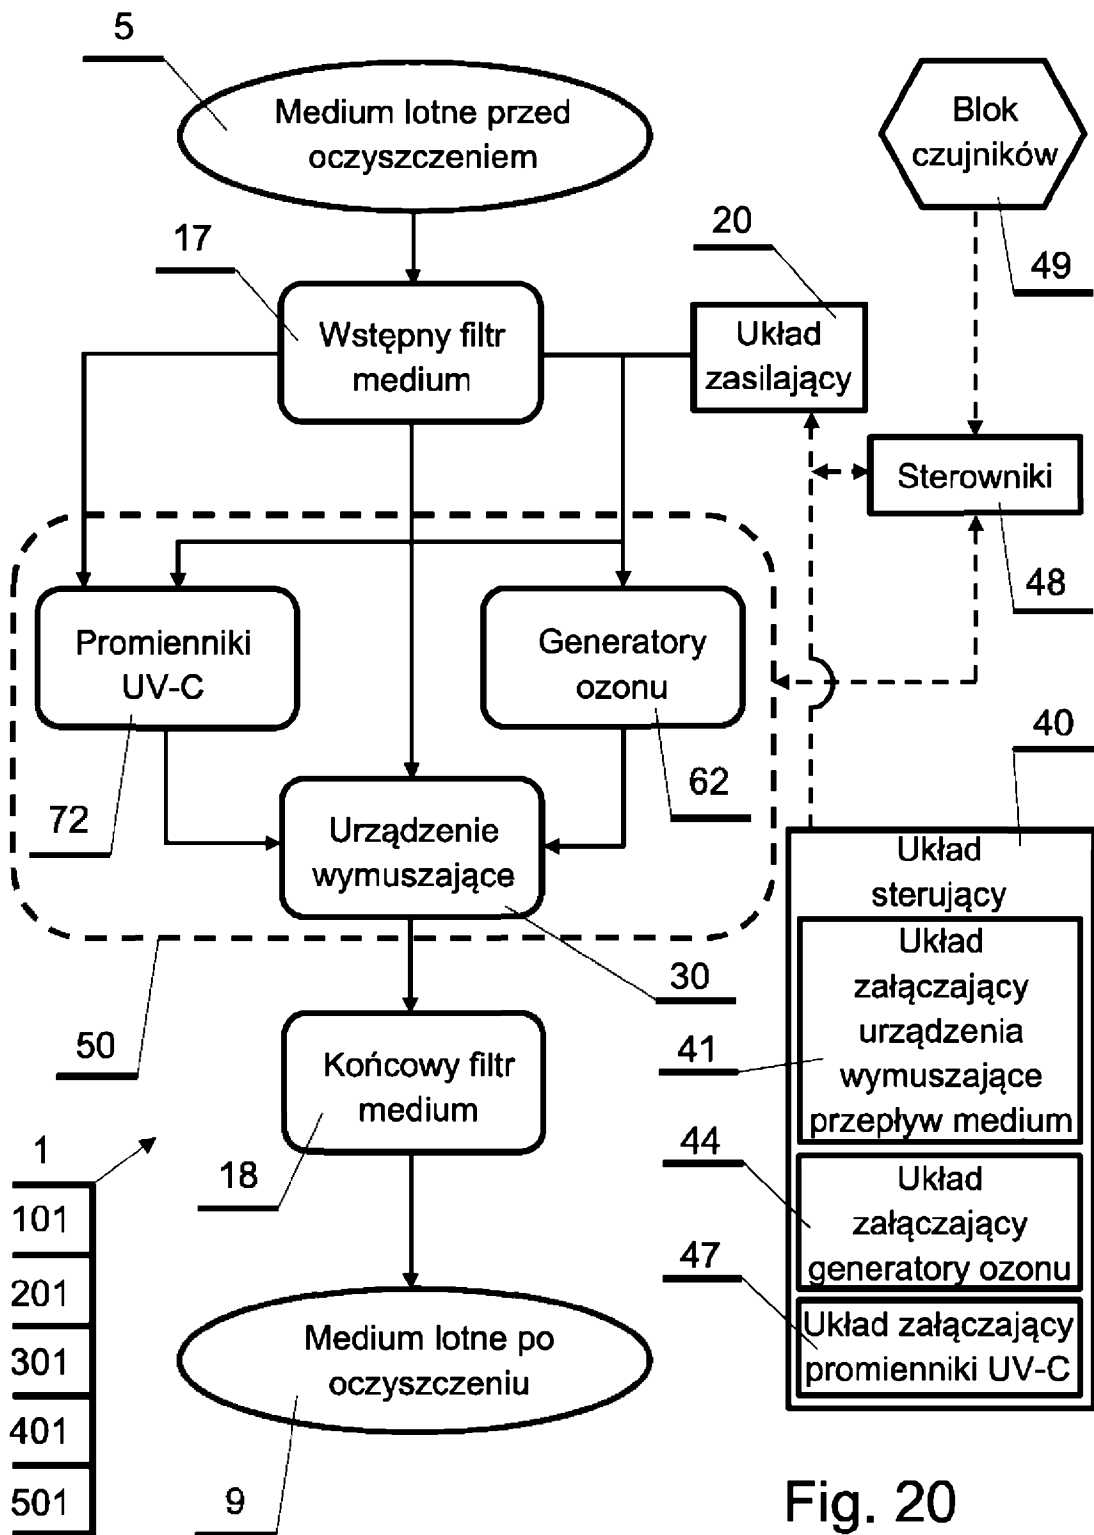 5
Medium lotne przed
oczyszczeniem
Blok
czujników
17
20
49
Wstępny filtr
medium
Układ
zasilający
Sterowniki
48
Promienniki
UV-C
Generatory
ozonu
40
72
62
Urządzenie
wymuszające
Układ
sterujący
30
50
Układ
załączający
urządzenia
wymuszające
przepływ medium
41
Końcowy filtr
medium
44
1
18
Układ
załączający
generatory ozonu
101
47
201
301
Medium lotne po
oczyszczeniu
Układ załączający
promienniki UV-C
401
501
9
Fig. 20